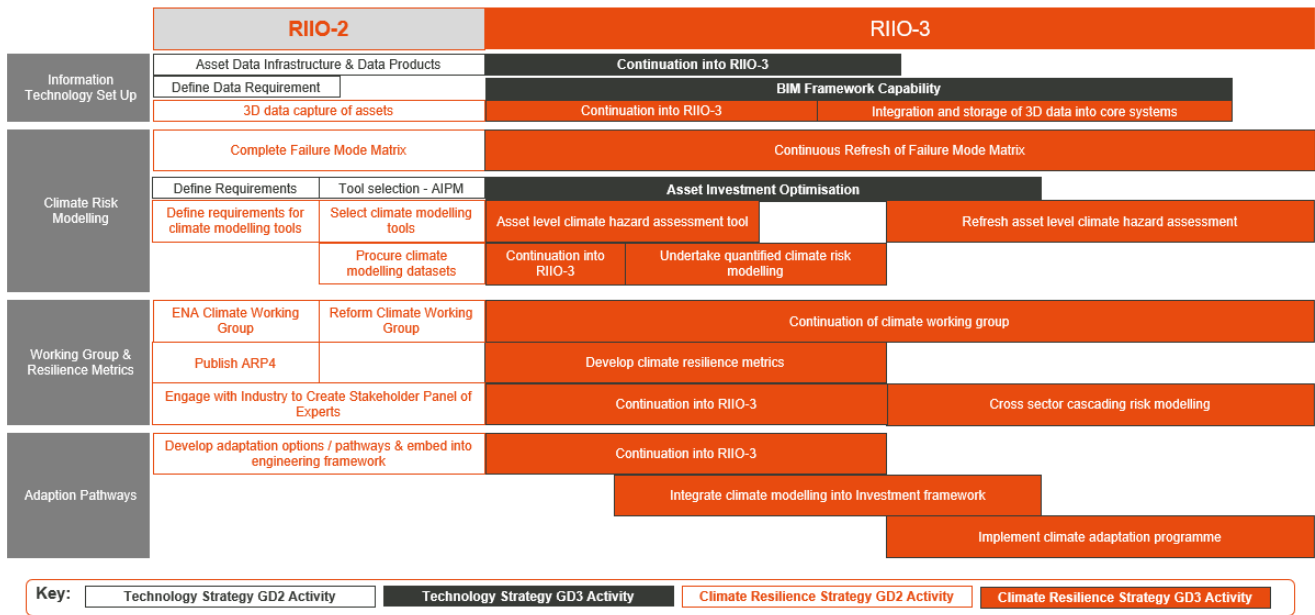 RIIO-2
RIIO-3
Information
Technology Set Up
Asset Data Infrastructure & Data Products
Continuation into RIIO-3
Define Data Requirement
BIM Framework Capability
3D data capture of assets
Continuation into RIIO-3
Integration and storage of 3D data into core systems
Climate Risk
Modelling
Complete Failure Mode Matrix
Continuous Refresh of Failure Mode Matrix
Define Requirements
Tool selection - AIPM
Asset Investment Optimisation
Define requirements for
climate modelling tools
Select climate modelling
tools
Asset level climate hazard assessment tool
Refresh asset level climate hazard assessment
Procure climate
modelling datasets
Continuation into
RIIO-3
Undertake quantified climate risk
modelling
Working Group &
Resilience Metrics
ENA Climate Working
Group
Reform Climate Working
Group
Continuation of climate working group
Publish ARP4
Develop climate resilience metrics
Engage with Industry to Create Stakeholder Panel of
Experts
Continuation into RIIO-3
Cross sector cascading risk modelling
Adaption Pathways
Develop adaptation options / pathways & embed into
engineering framework
Continuation into RIIO-3
Integrate climate modelling into Investment framework
Implement climate adaptation programme
Key:
Technology Strategy GD2 Activity
Technology Strategy GD3 Activity
Climate Resilience Strategy GD2 Activity
Climate Resilience Strategy GD3 Activity